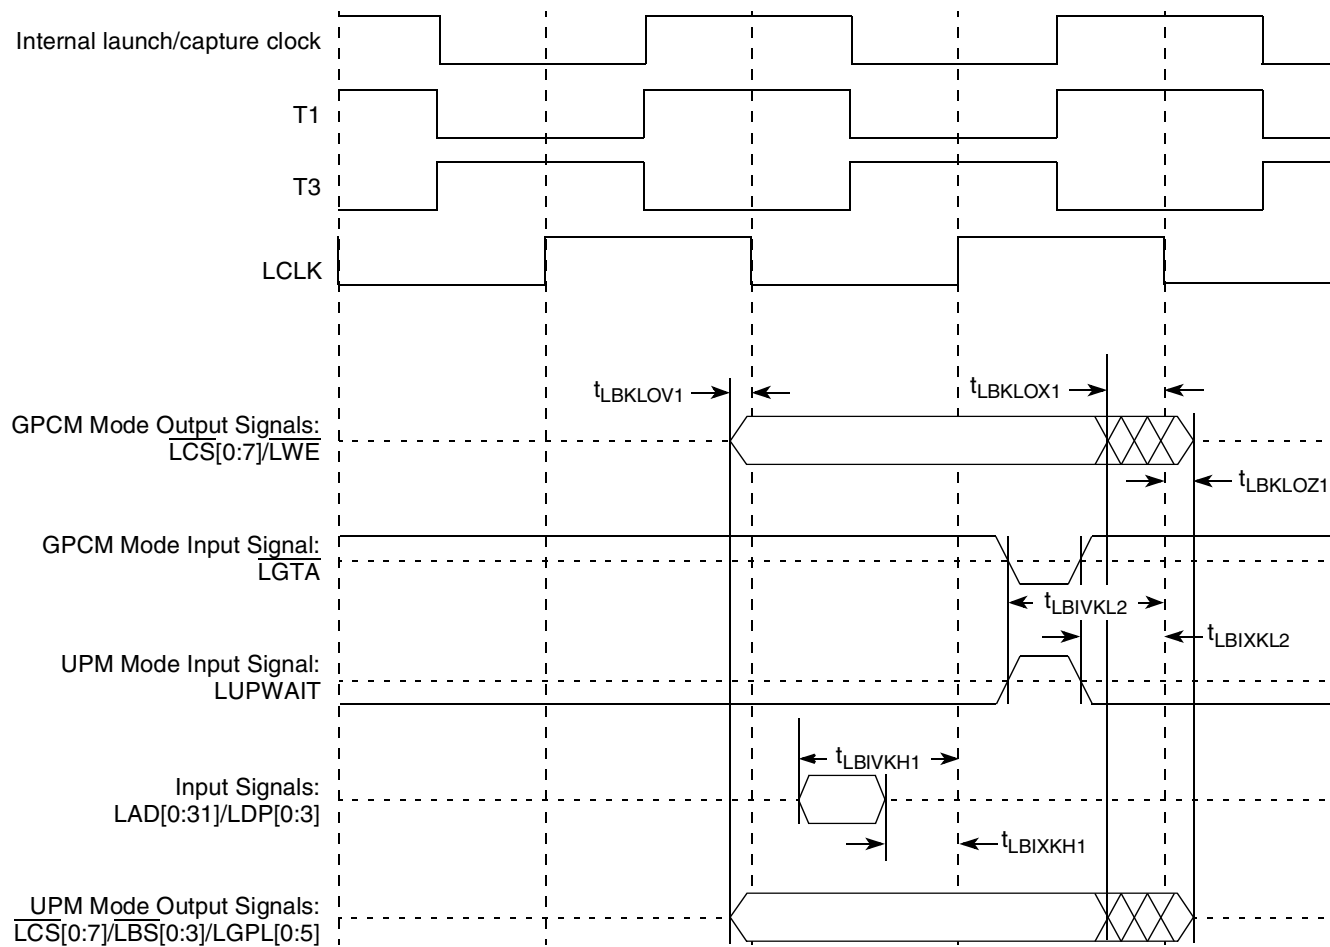 Internal launch/capture clock
T1
T3
LCLK
tLBKLOV1
tLBKLOX1
GPCM Mode Output Signals:
LCS[0:7]/LWE
tLBKLOZ1
GPCM Mode Input Signal:
LGTA
tLBIVKL2
tLBIXKL2
UPM Mode Input Signal:
LUPWAIT
tLBIVKH1
Input Signals:
LAD[0:31]/LDP[0:3]
tLBIXKH1
UPM Mode Output Signals:
LCS[0:7]/LBS[0:3]/LGPL[0:5]